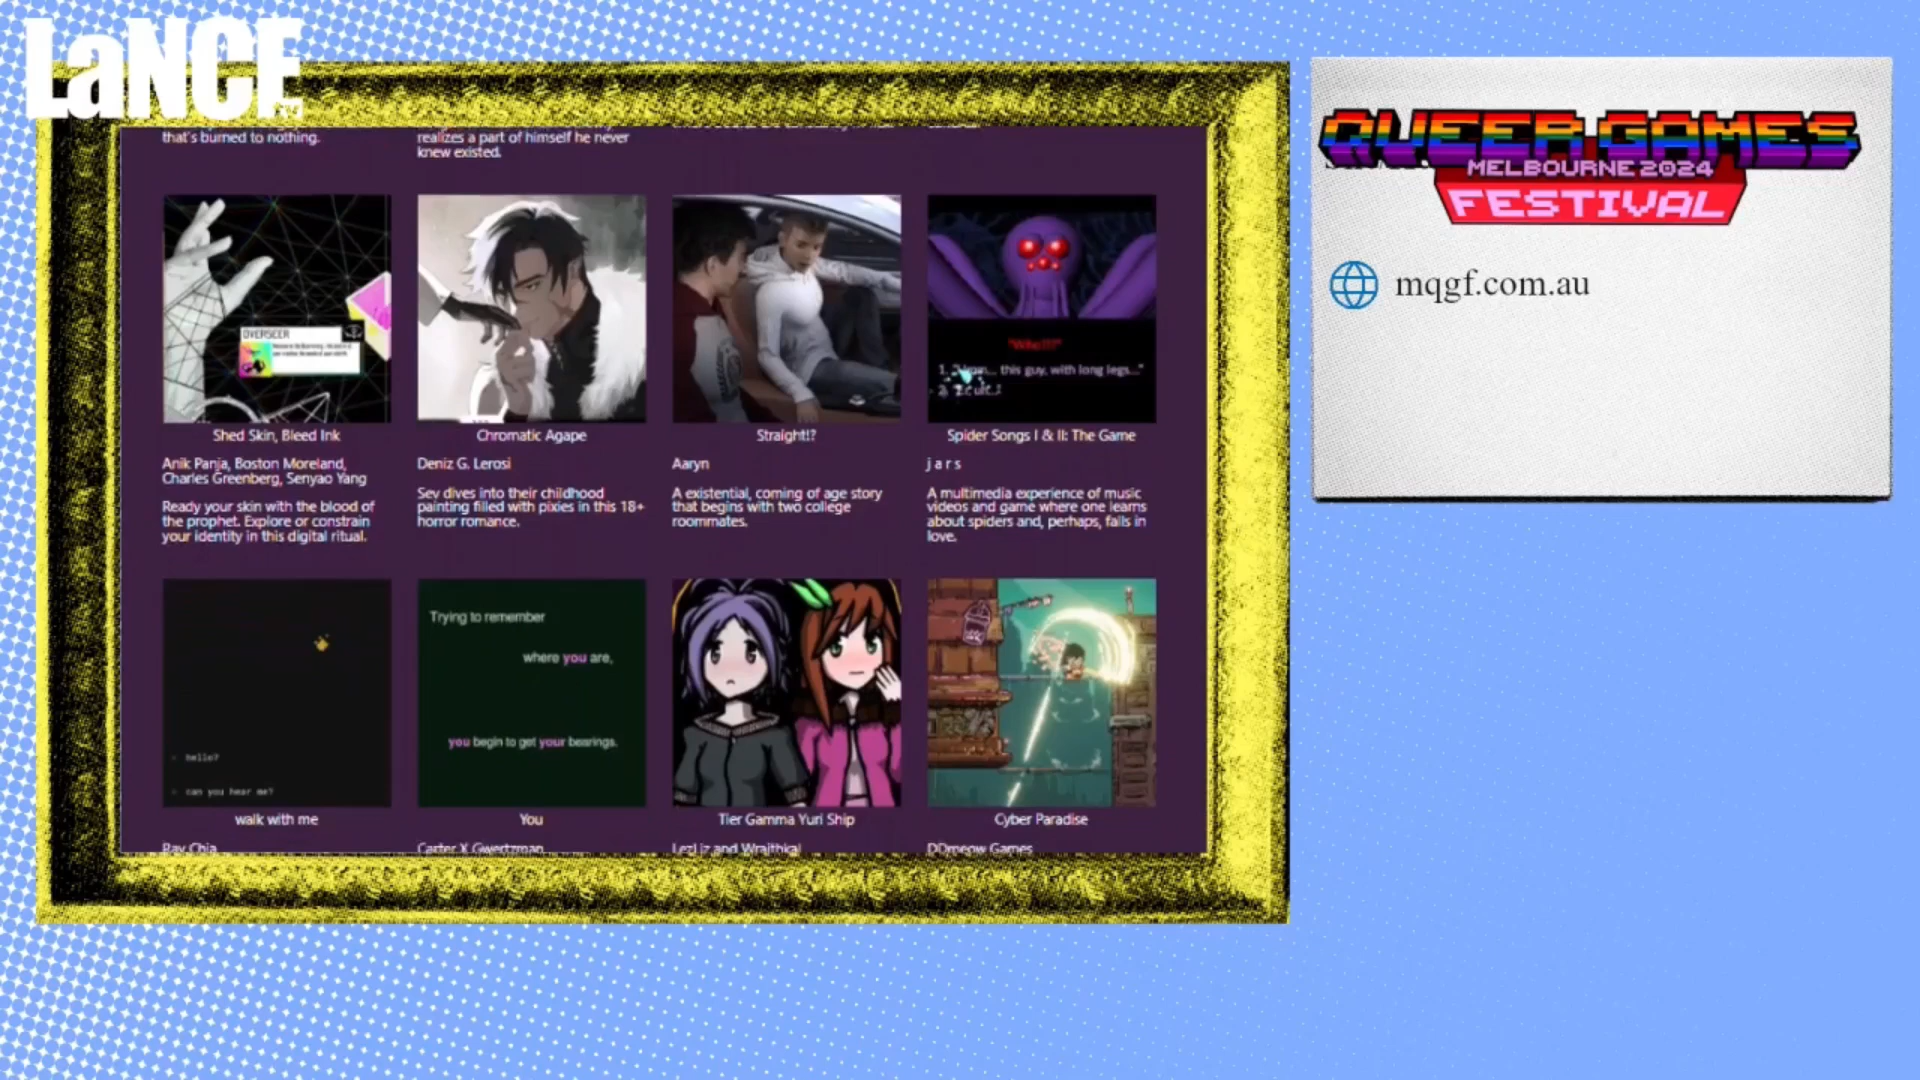 LaNCE
QUEER GAMES
MELBOURNE 2024
FESTIVAL
mqgf.com.au
that's burned to nothing.
realizes a part of himself he never
knew existed.
OVERSEER
"Who!?!"
this guy, with long legs..."
Shed Skin, Bleed Ink
Anik Panja, Boston Moreland,
Charles Greenberg, Senyao Yang
Ready your skin with the blood of
the prophet. Explore or constrain
your identity in this digital ritual.
Chromatic Agape
Deniz G. Lerosi
Sev dives into their childhood
painting filled with pixies in this 18+
horror romance.
Straight!?
Aaryn
A existential, coming of age story
that begins with two college
roommates.
Spider Songs I & II: The Game
jars
A multimedia experience of music
videos and game where one learns
about spiders and, perhaps, falls in
love.
hello?
can you hear me?
walk with me
Ray Chia
Trying to remember
where you are,
you begin to get your bearings.
You
Carter X Gwertzman
Tier Gamma Yuri Ship
LezLiz and Wraithkal
Cyber Paradise
DDmeow Games